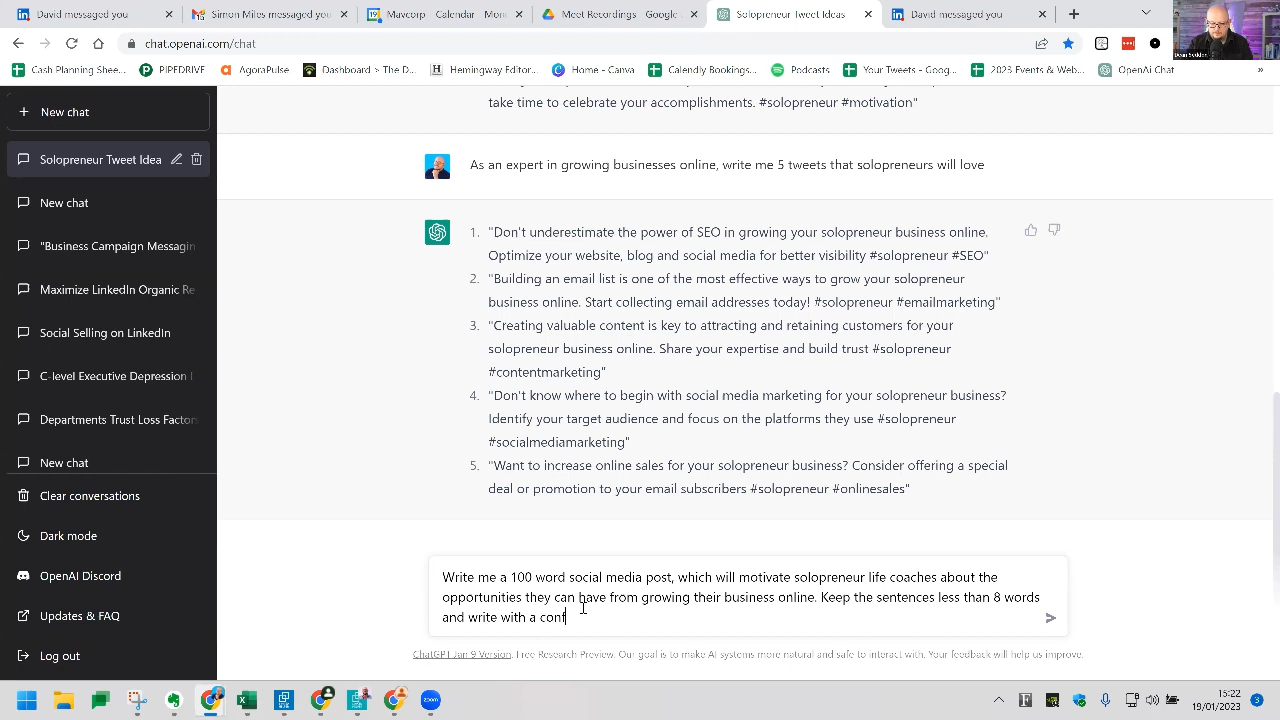 David messaged you
Simon Miles messaged you
Mavcorp - Calendar
Meet Recordings - Google
Solopreneur Tweet Idea
chat.openai.com/chat
Dean Seddon
Cash Planning Shee...
PIPEDRIVE
AgoraPulse
Dashboard > The D...
Hemingway
Home - Canva
Calendly Bookings...
Podcasts
Your Tweets - Goog...
2023 Events & Web...
OpenAI Chat
»
New chat
Solopreneur Tweet Idea
New chat
"Business Campaign Messagin
Maximize LinkedIn Organic Re
Social Selling on LinkedIn
C-level Executive Depression
Departments Trust Loss Factors
New chat
Clear conversations
Dark mode
OpenAI Discord
Updates & FAQ
Log out
take time to celebrate your accomplishments. #solopreneur #motivation"
As an expert in growing businesses online, write me 5 tweets that solopreneurs will love
1. "Don't underestimate the power of SEO in growing your solopreneur business online.
Optimize your website, blog and social media for better visibility #solopreneur #SEO"
2. "Building an email list is one of the most effective ways to grow your solopreneur
business online. Start collecting email addresses today! #solopreneur #emailmarketing"
3. "Creating valuable content is key to attracting and retaining customers for your
solopreneur business online. Share your expertise and build trust #solopreneur
#contentmarketing"
4. "Don't know where to begin with social media marketing for your solopreneur business?
Identify your target audience and focus on the platforms they use #solopreneur
#socialmediamarketing"
5. "Want to increase online sales for your solopreneur business? Consider offering a special
deal or promotion to your email subscribers #solopreneur #onlinesales"
Write me a 100 word social media post, which will motivate solopreneur life coaches about the
opportunities they can have from growing their business online. Keep the sentences less than 8 words
and write with a conf
ChatGPT Jan 9 Version. Free Research Preview. Our goal is to make AI systems more natural and safe to interact with. Your feedback will help us improve.
15:22
19/01/2023
3